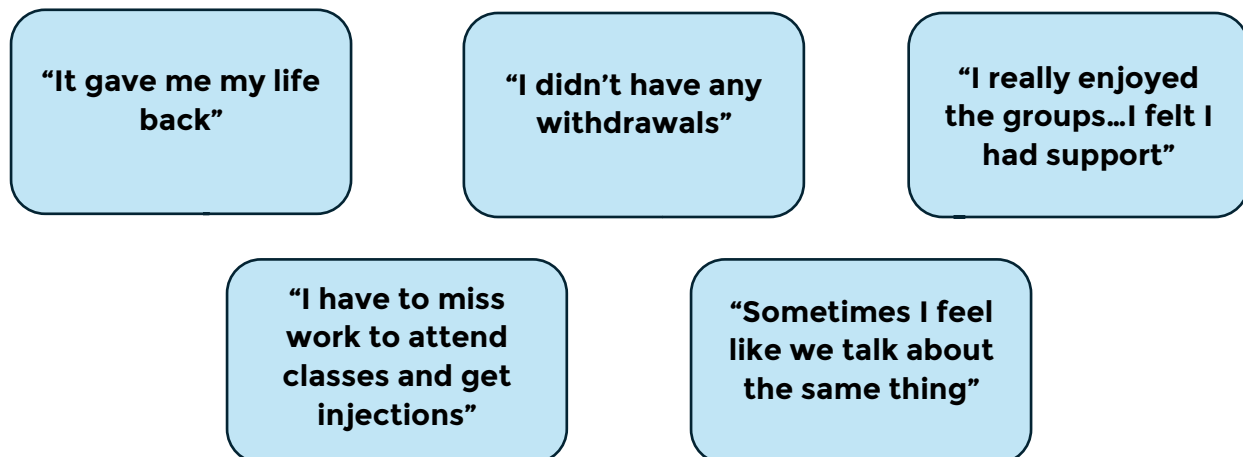 “It gave me my life
back”
“I didn’t have any
withdrawals”
“I really enjoyed
the groups…I felt I
had support”
“I have to miss
work to attend
classes and get
injections”
“Sometimes I feel
like we talk about
the same thing”